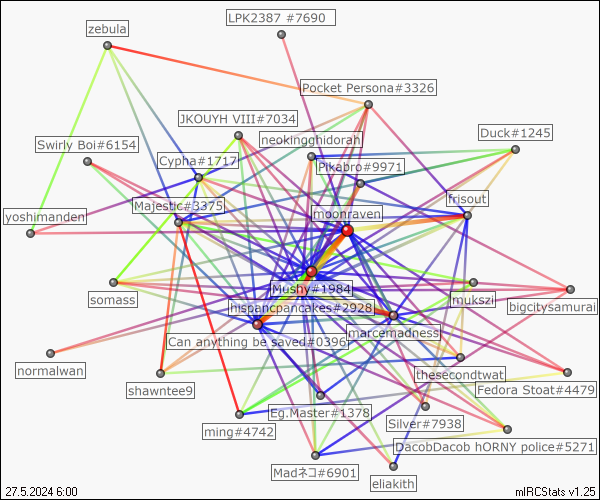 LPK2387 #7690
zebula
Pocket Persona#3326
JKOUYH VIII#7034
Duck#1245
neokingghidorah
Swirly Boi#6154
Cypha#1717
Pikabro#9971
frisout
Majestic#3375
moonraven
yoshimanden
Mushy#1984
somass
!mukszi
hispancpancakes#2928
bigcitysamurai
marcemadness
Can anything be saved#0396
normalwan
thesecondtwat
shawntee9
Fedora Stoat#4479
Eg.Master#1378
Silver#7938
ming#4742
DacobDacob hORNY police#5271
Madネコ#6901
eliakith
27.5.2024 6:00
mIRCStats v1.25